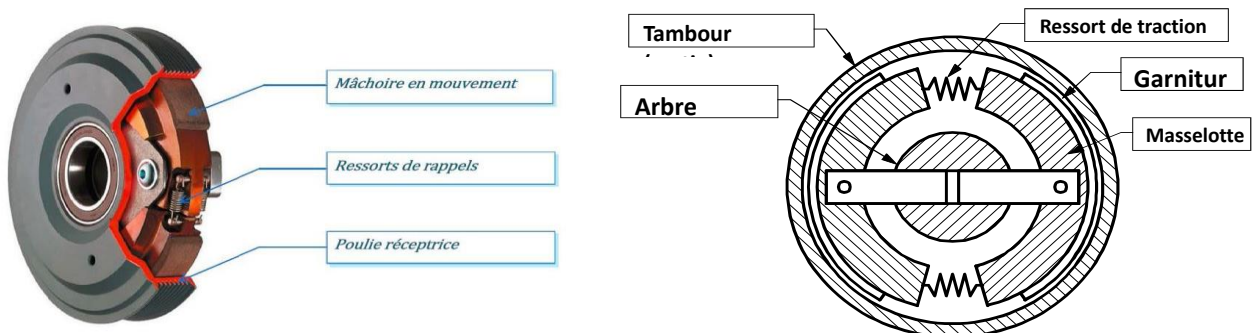 Mâchoire en mouvement
Ressorts de rappels
Poulie réceptrice
Tambour
Ressort de traction
Garnitur
Arbre
Masselotte